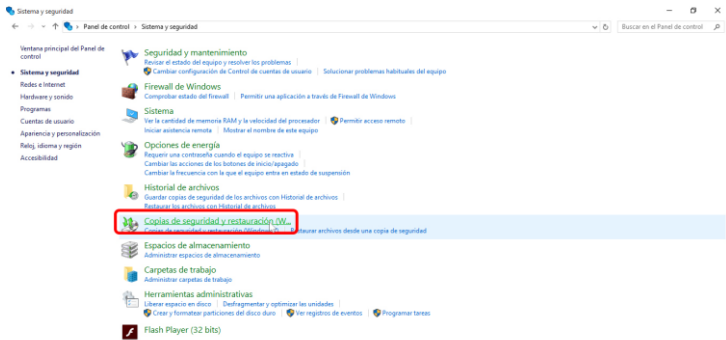 Sistema y seguridad
Panel de control > Sistema y seguridad
Buscar en el Panel de control
Ventana principal del Panel de control
Sistema y seguridad
Redes e Internet
Hardware y sonido
Programas
Cuentas de usuario
Apariencia y personalización
Reloj, idioma y región
Accesibilidad
Seguridad y mantenimiento
Revisar el estado del equipo y resolver los problemas
Cambiar configuración de Control de cuentas de usuario | Solucionar problemas habituales del equipo
Firewall de Windows
Comprobar estado del firewall | Permitir una aplicación a través de Firewall de Windows
Sistema
Ver la cantidad de memoria RAM y la velocidad del procesador | Permitir acceso remoto
Iniciar asistencia remota | Mostrar el nombre de este equipo
Opciones de energía
Requerir una contraseña cuando el equipo se reactiva
Cambiar las acciones de los botones de inicio/apagado
Cambiar la frecuencia con la que el equipo entra en estado de suspensión
Historial de archivos
Guardar copias de seguridad de los archivos con Historial de archivos
Restaurar los archivos con Historial de archivos
Copias de seguridad y restauración (W...
Copias de seguridad y restauración (Windows 7) Restaurar archivos desde una copia de seguridad
Espacios de almacenamiento
Administrar espacios de almacenamiento
Carpetas de trabajo
Administrar carpetas de trabajo
Herramientas administrativas
Liberar espacio en disco | Desfragmentar y optimizar las unidades
Crear y formatear particiones del disco duro | Ver registros de eventos | Programar tareas
Flash Player (32 bits)